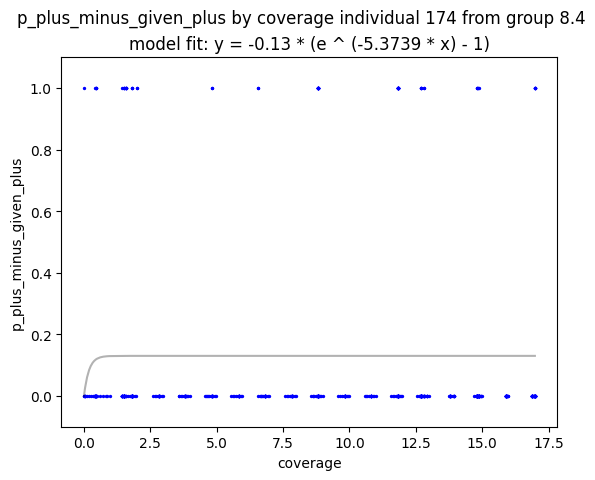 p_plus_minus_given_plus by coverage individual 174 from group 8.4
model fit: y = -0.13 * (e ^ (-5.3739 * x) - 1)
1.0
0.8
0.6
0.4
0.2
0.0
p_plus_minus_given_plus
0.0 2.5 5.0 7.5 10.0 12.5 15.0 17.5
coverage